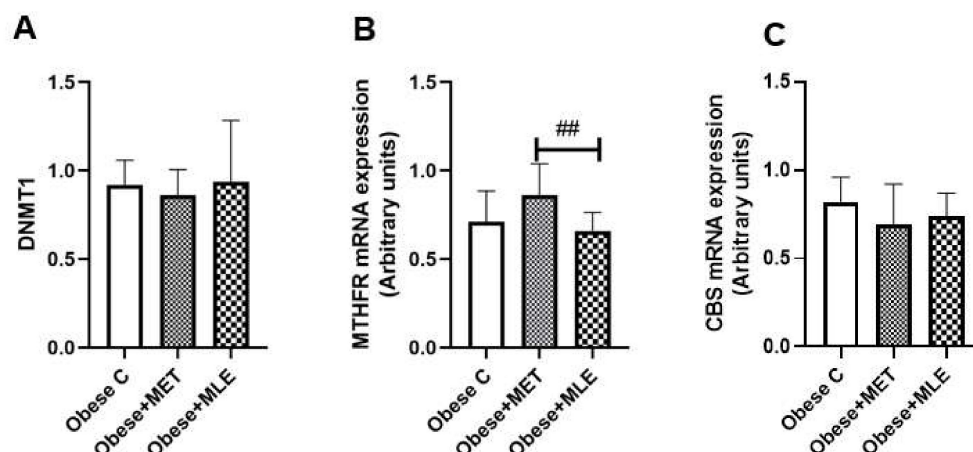 A
DNMT1
1.5
1.0
0.5
0.0
Obese C
Obese+MET
Obese+MLE
B
MTHFR mRNA expression
(Arbitrary units)
1.5
1.0
0.5
0.0
##
Obese C
Obese+MET
Obese+MLE
C
CBS mRNA expression
(Arbitrary units)
1.5
1.0
0.5
0.0
Obese C
Obese+MET
Obese+MLE